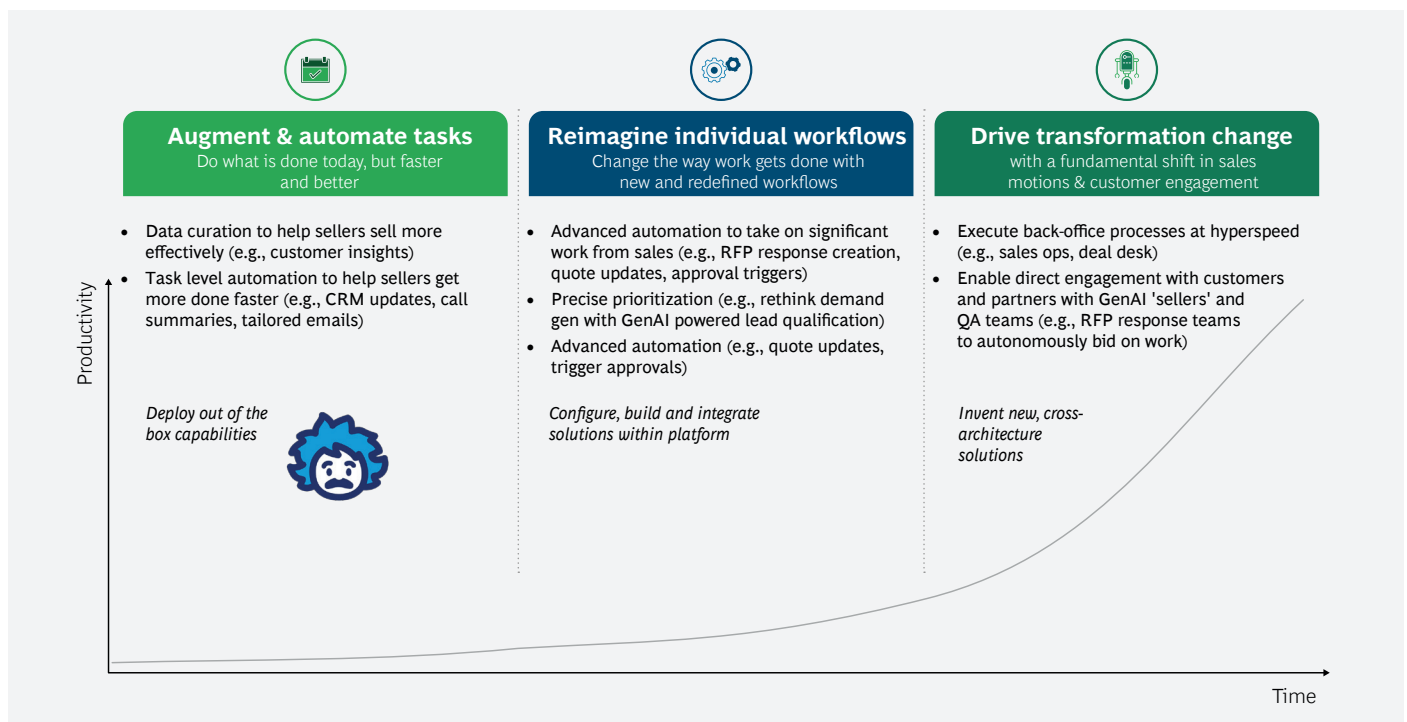 Augment & automate tasks
Do what is done today, but faster
and better
Reimagine individual workflows
Change the way work gets done with
new and redefined workflows
Drive transformation change
with a fundamental shift in sales
motions & customer engagement
• Data curation to help sellers sell more
effectively (e.g., customer insights)
• Task level automation to help sellers get
more done faster (e.g., CRM updates, call
summaries, tailored emails)
Deploy out of the
box capabilities
• Advanced automation to take on significant
work from sales (e.g., RFP response creation,
quote updates, approval triggers)
• Precise prioritization (e.g., rethink demand
gen with GenAI powered lead qualification)
• Advanced automation (e.g., quote updates,
trigger approvals)
Configure, build and integrate
solutions within platform
• Execute back-office processes at hyperspeed
(e.g., sales ops, deal desk)
• Enable direct engagement with customers
and partners with GenAI 'sellers' and
QA teams (e.g., RFP response teams
to autonomously bid on work)
Invent new, cross-
architecture
solutions
Productivity
Time